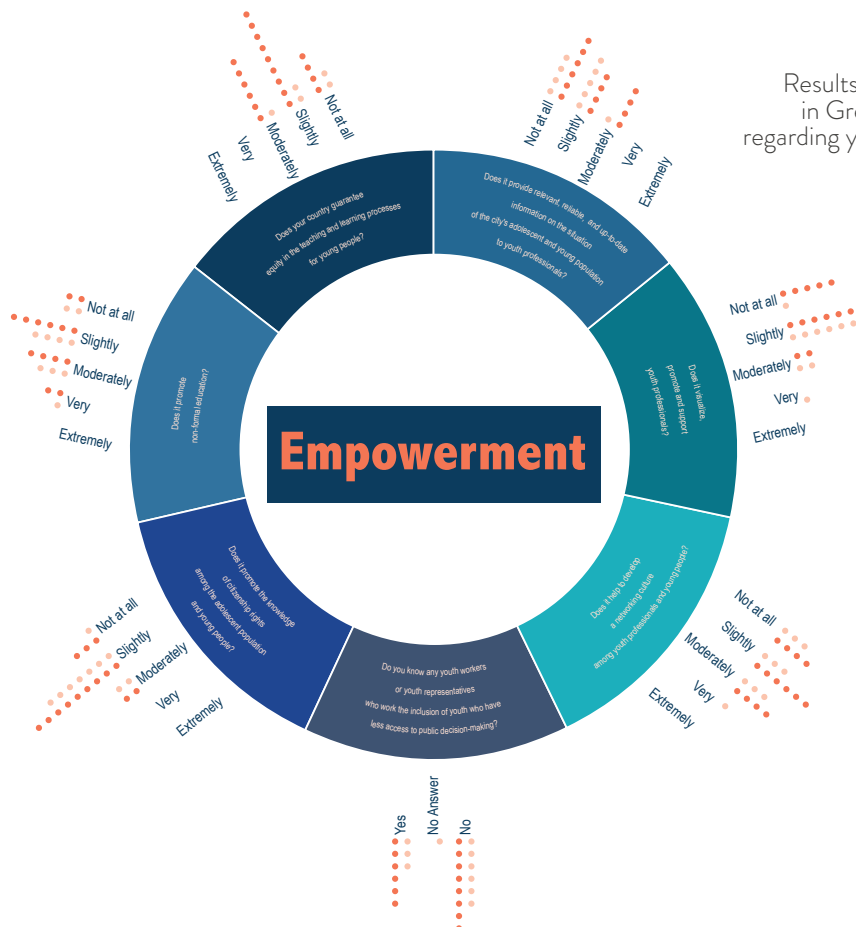 Results
in Gre
regarding y
Empowerment
Does it provide relevant, reliable, and up-to-date
information on the situation
of the city's adolescent and young population
to youth professionals?
Not at all
Slightly
Moderately
Very
Extremely
Does it visualize,
promote and support
youth professionals?
Not at all
Slightly
Moderately
Very
Extremely
Does it help to develop
a networking culture
among youth professionals and young people?
Not at all
Slightly
Moderately
Very
Extremely
Do you know any youth workers
or youth representatives
who work the inclusion of youth who have
less access to public decision-making?
Yes
No Answer
No
Does it promote the knowledge
of citizenship rights
among the adolescent population
and young people?
Not at all
Slightly
Moderately
Very
Extremely
Does it promote
non-formal education?
Not at all
Slightly
Moderately
Very
Extremely
Does your country guarantee
equity in the teaching and learning processes
for young people?
Not at all
Slightly
Moderately
Very
Extremely